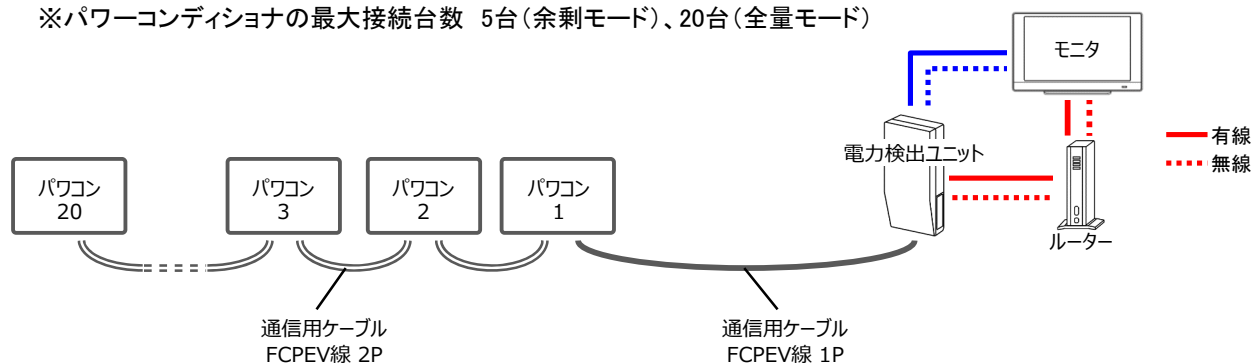 ※パワーコンディショナの最大接続台数　5台（余剰モード）、20台（全量モード）
モニタ
電力検出ユニット
有線
無線
ルーター
パワコン
20
パワコン
3
パワコン
2
パワコン
1
通信用ケーブル
FCPEV線 2P
通信用ケーブル
FCPEV線 1P